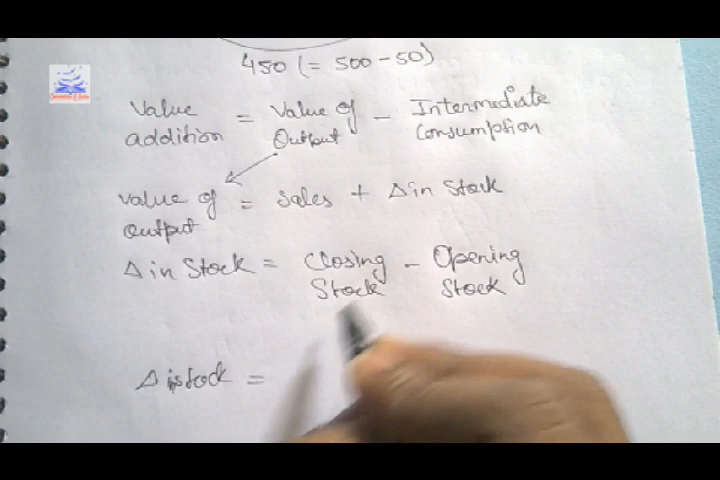 450 (= 500 - 50)
Value addition = Value of Output - Intermediate Consumption
Value of Output = Sales + Δ in Stock
Δ in Stock = Closing Stock - Opening Stock
Δ in stock =